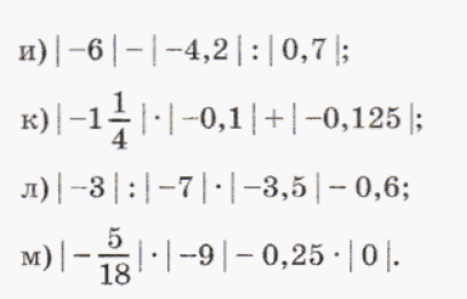 и) | −6 | − | −4,2 | : | 0,7 |;
к) | −1 1/4 | · | −0,1 | + | −0,125 |;
л) | −3 | : | −7 | · | −3,5 | − 0,6;
м) | − 5/18 | · | −9 | − 0,25 · | 0 |.